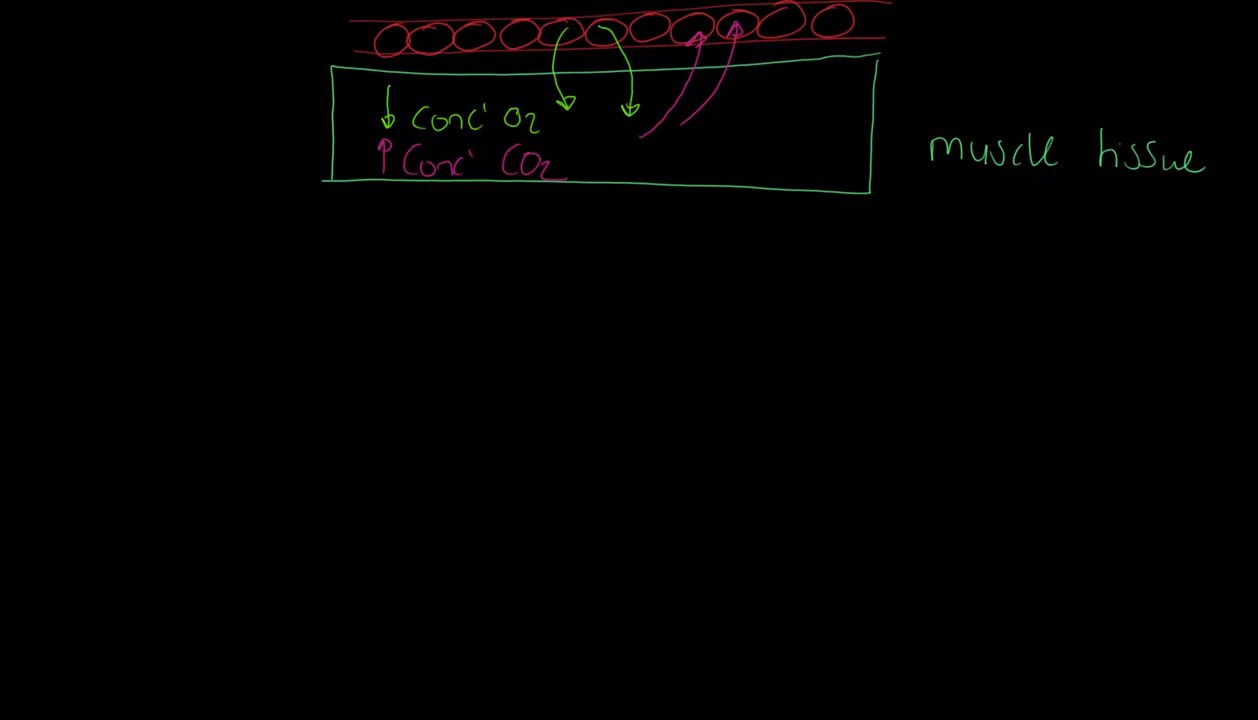 ↓ Conc' O2
↑ Conc' CO2
muscle tissue